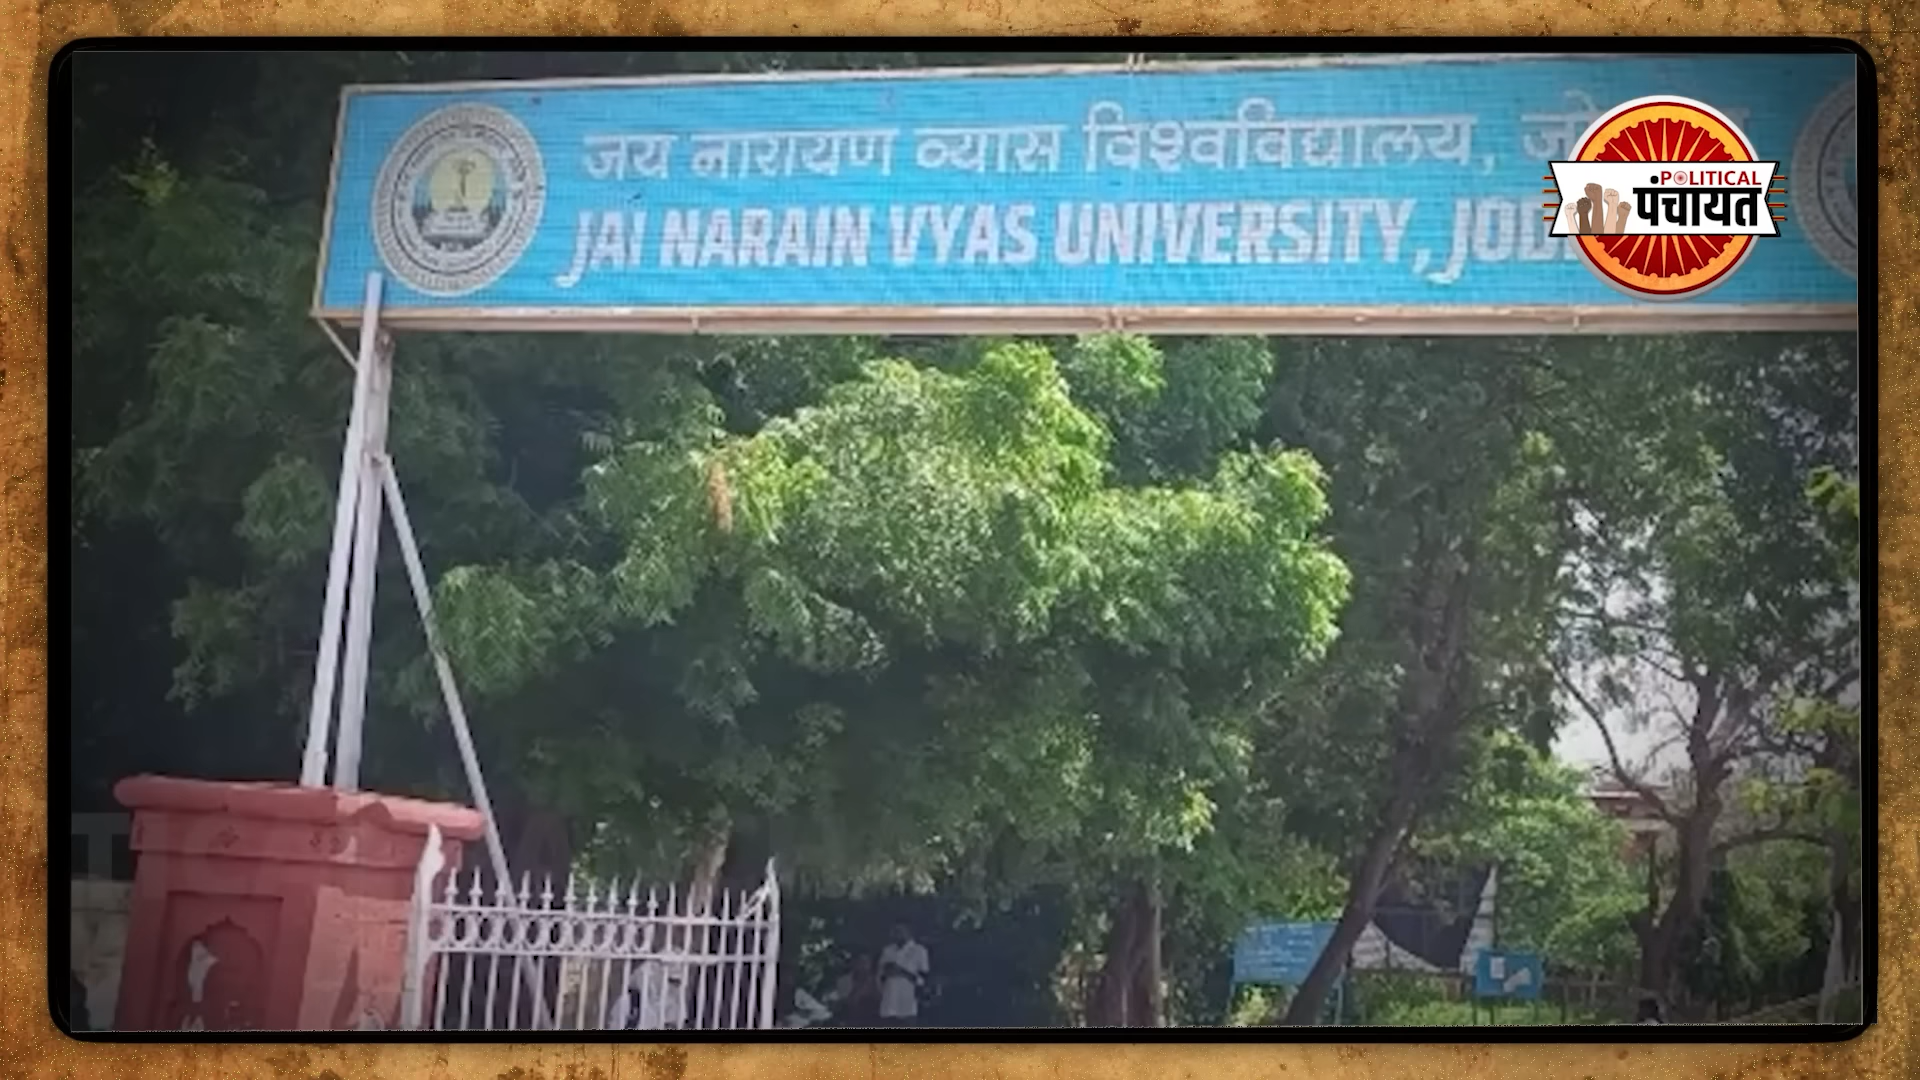 जय नारायण व्यास विश्वविद्यालय,
JAI NARAIN VYAS UNIVERSITY,
POLITICAL
पंचायत